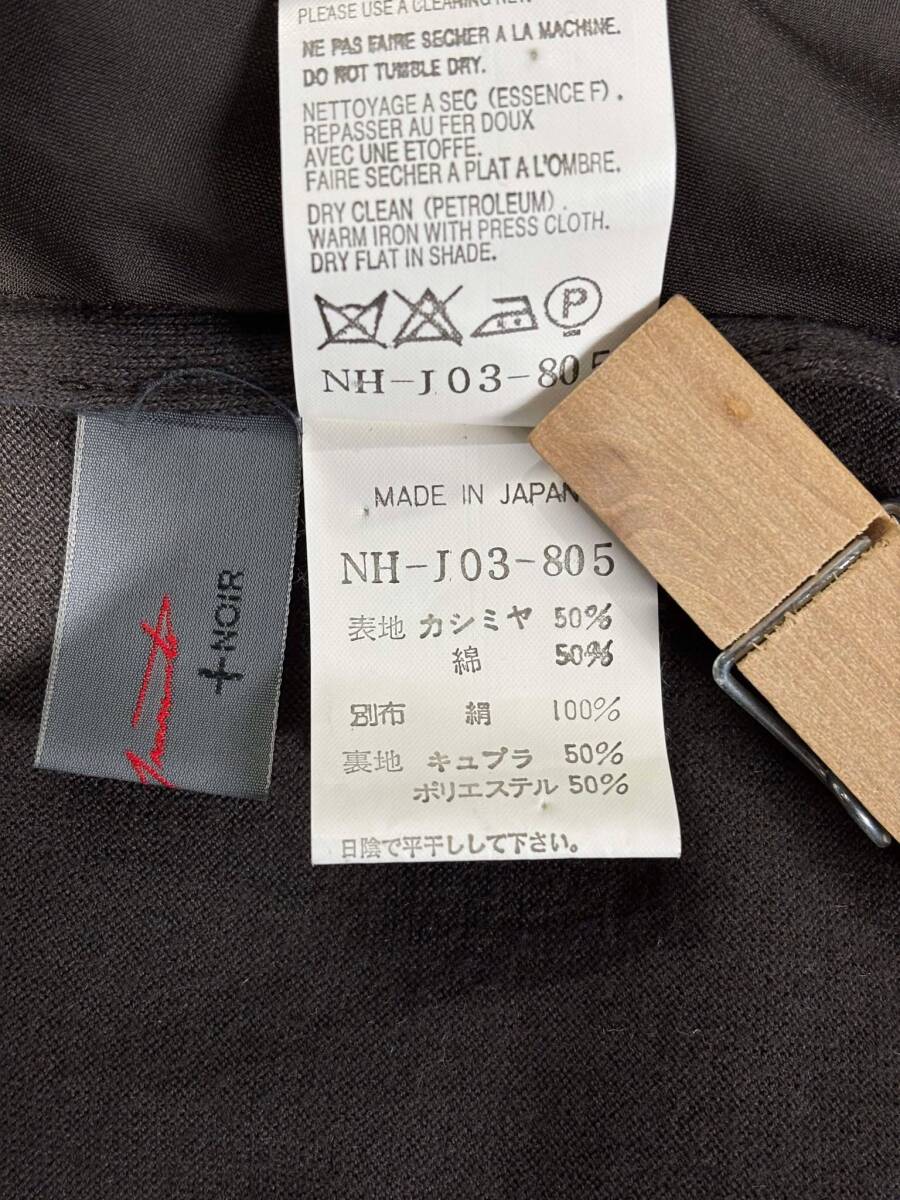 PLEASE USE A CLEANING NET.
NE PAS FAIRE SECHER A LA MACHINE.
DO NOT TUMBLE DRY.
NETTOYAGE A SEC (ESSENCE F).
REPASSER AU FER DOUX
AVEC UNE ETOFFE.
FAIRE SECHER A PLAT A L'OMBRE.
DRY CLEAN (PETROLEUM).
WARM IRON WITH PRESS CLOTH.
DRY FLAT IN SHADE.
P
NH-J03-805
MADE IN JAPAN
NH-J03-805
表地 カシミヤ 50%
綿 50%
別布 絹 100%
裏地 キュプラ 50%
ポリエステル 50%
日陰で平干しして下さい。
+NOIR